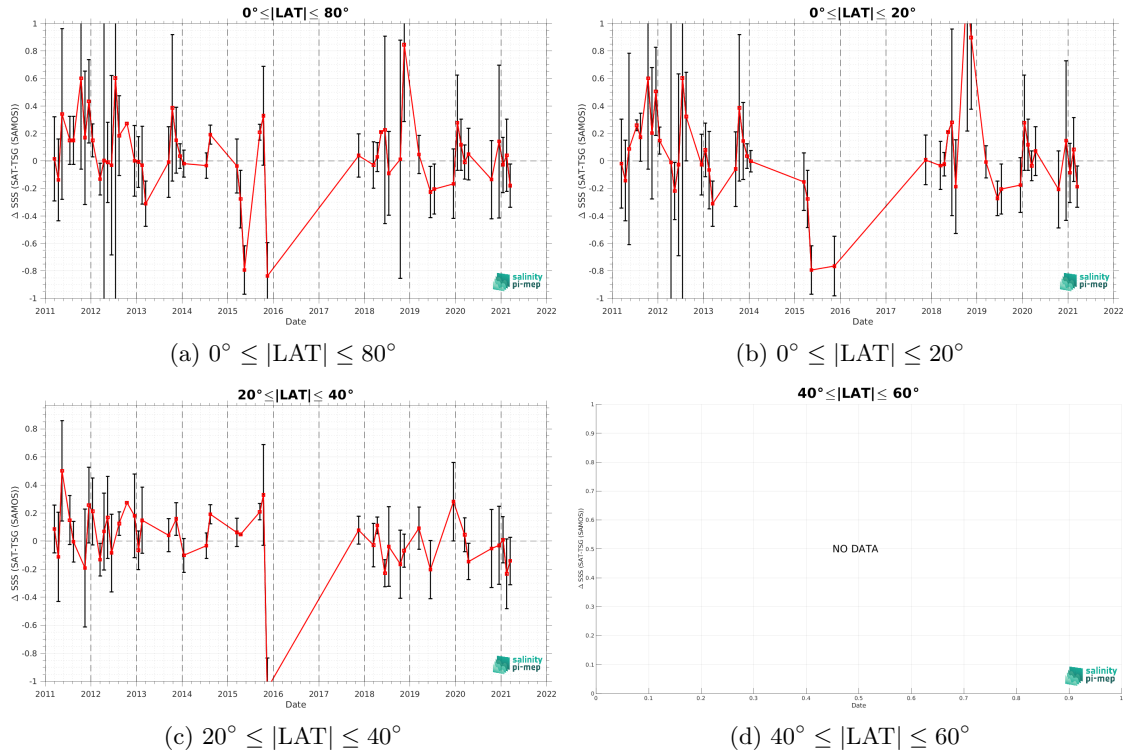 0°≤|LAT|≤ 80°
Δ SSS (SAT-TSG (SAMOS))
1
0.8
0.6
0.4
0.2
0
-0.2
-0.4
-0.6
-0.8
-1
2011 2012 2013 2014 2015 2016 2017 2018 2019 2020 2021 2022
Date
salinity
pi-mep
(a) 0° ≤ |LAT| ≤ 80°
0°≤|LAT|≤ 20°
Δ SSS (SAT-TSG (SAMOS))
1
0.8
0.6
0.4
0.2
0
-0.2
-0.4
-0.6
-0.8
-1
2011 2012 2013 2014 2015 2016 2017 2018 2019 2020 2021 2022
Date
salinity
pi-mep
(b) 0° ≤ |LAT| ≤ 20°
20°≤|LAT|≤ 40°
Δ SSS (SAT-TSG (SAMOS))
0.8
0.6
0.4
0.2
0
-0.2
-0.4
-0.6
-0.8
-1
2011 2012 2013 2014 2015 2016 2017 2018 2019 2020 2021 2022
Date
salinity
pi-mep
(c) 20° ≤ |LAT| ≤ 40°
40°≤|LAT|≤ 60°
Δ SSS (SAT-TSG (SAMOS))
1
0.9
0.8
0.7
0.6
0.5
0.4
0.3
0.2
0.1
0
NO DATA
0 0.1 0.2 0.3 0.4 0.5 0.6 0.7 0.8 0.9 1
Date
salinity
pi-mep
(d) 40° ≤ |LAT| ≤ 60°